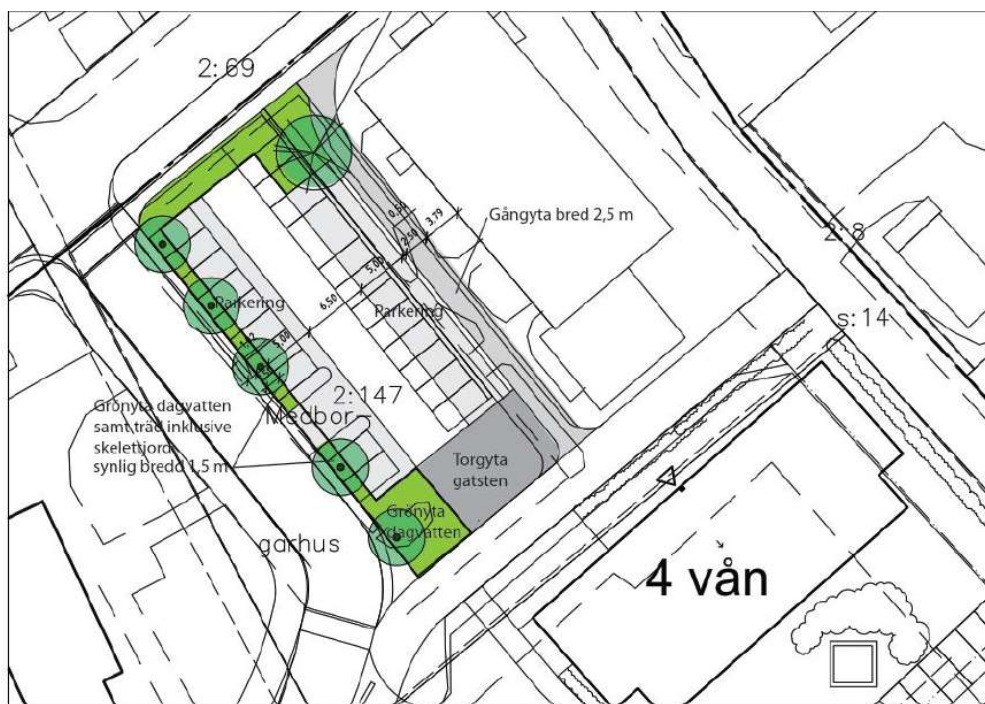 2:69
0,50
3.79
2.50
5.00
Gångyta bred 2,5 m
2:8
6.50
Parkering
Parkering
s:14
5.00
2:147
Grönyta dagvatten
samt träd inklusive
skelettjord
synlig bredd 1,5 m
Medbor-
Torgyta
gatsten
Grönyta
dagvatten
garhus
4 vån